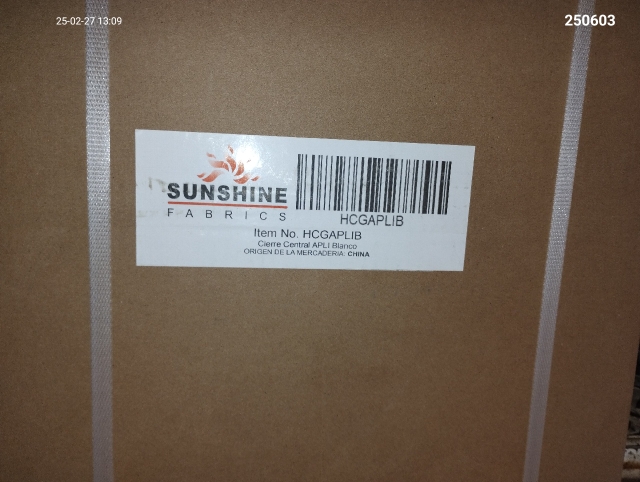 25-02-27 13:09
250603
SUNSHINE
FABRICS
HCGAPLIB
Item No. HCGAPLIB
Cierre Central APLI Blanco
ORIGEN DE LA MERCADERIA: CHINA